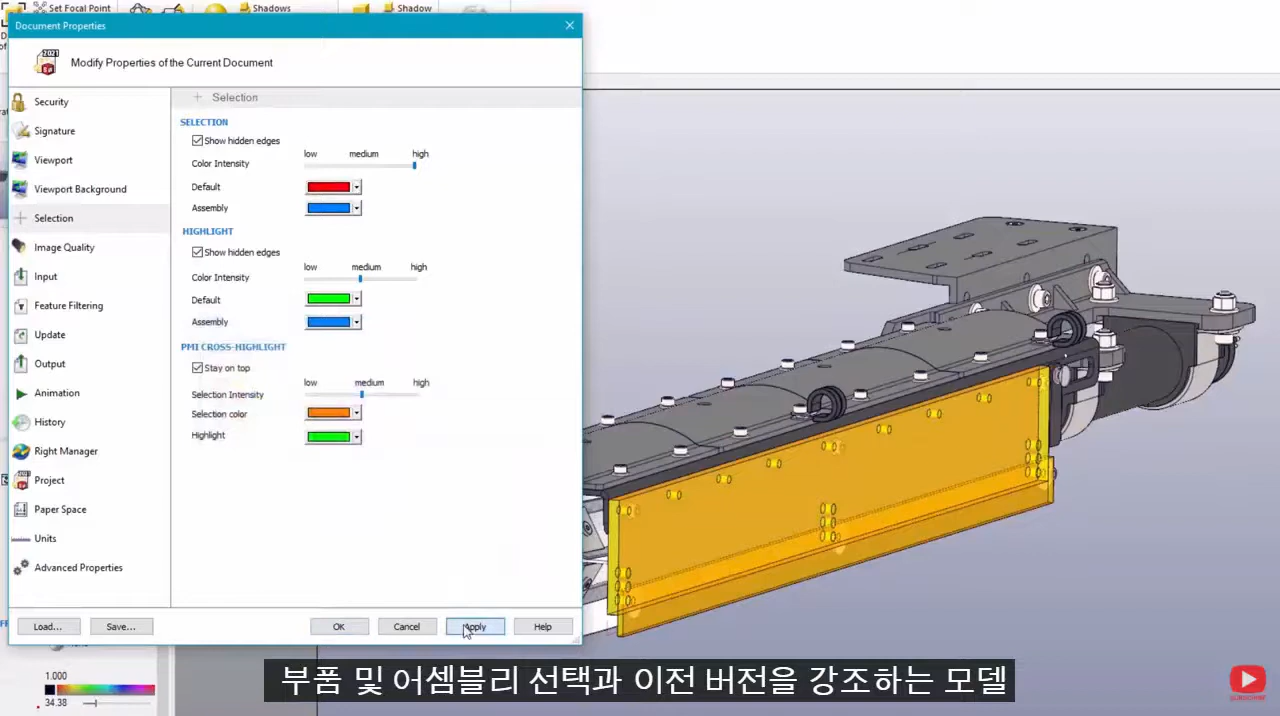 Set Focal Point
Shadows
Shadow
Document Properties
2021
Modify Properties of the Current Document
Security
Signature
Viewport
Viewport Background
Selection
Image Quality
Input
Feature Filtering
Update
Output
Animation
History
Right Manager
Project
Paper Space
Units
Advanced Properties
Selection
SELECTION
Show hidden edges
low medium high
Color Intensity
Default
Assembly
HIGHLIGHT
Show hidden edges
low medium high
Color Intensity
Default
Assembly
PMI CROSS-HIGHLIGHT
Stay on top
low medium high
Selection Intensity
Selection color
Highlight
Load... Save... OK Cancel Apply Help
1.000
34.38
부품 및 어셈블리 선택과 이전 버전을 강조하는 모델
SUBSCRIBE